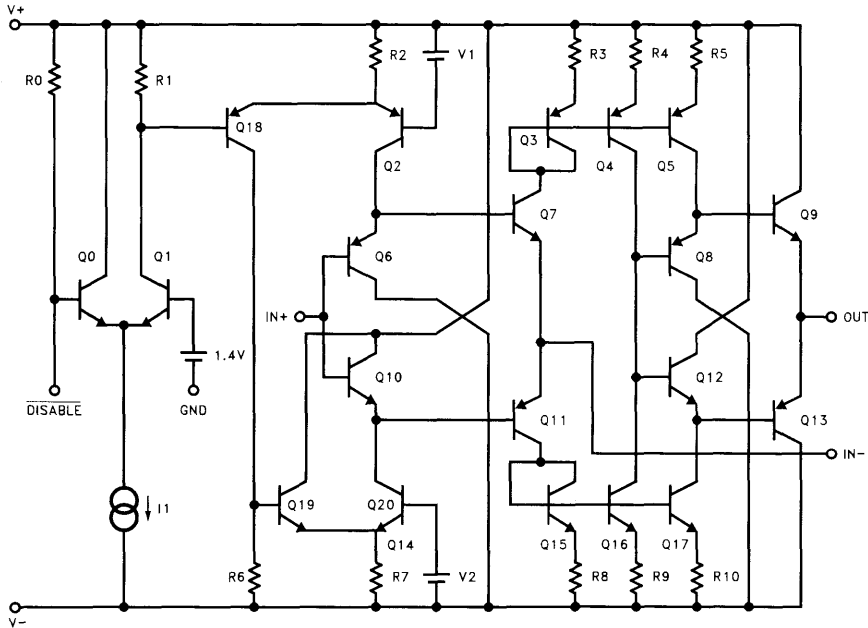 V+
R0
R1
R2
V1
R3
R4
R5
Q18
Q2
Q3
Q4
Q5
Q7
Q9
Q0
Q1
Q6
Q8
IN+
OUT
1.4V
Q10
Q11
Q12
Q13
DISABLE
GND
IN-
I1
Q19
Q20
Q14
Q15
Q16
Q17
R6
R7
V2
R8
R9
R10
V-